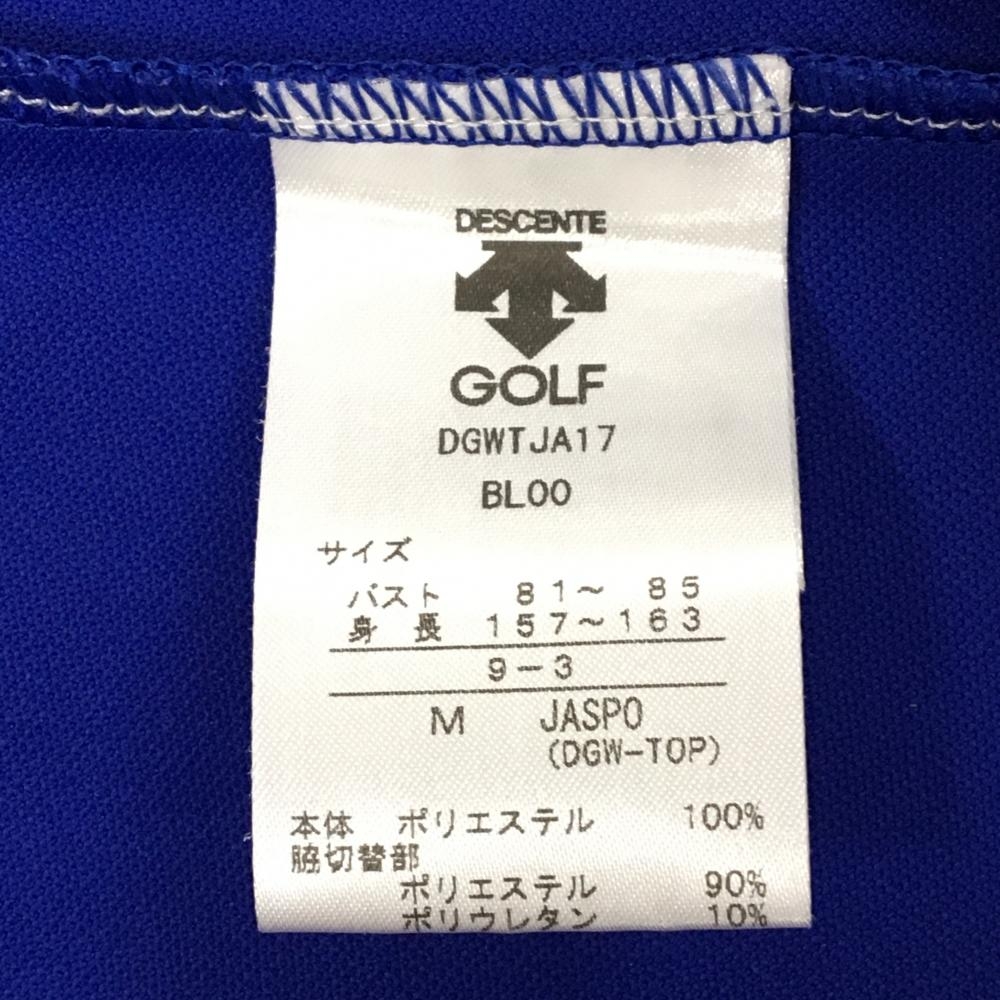 DESCENTE
GOLF
DGWTJA17
BL00
サイズ
バスト 81～ 85
身長 157～163
9-3
M JASPO
(DGW-TOP)
本体 ポリエステル 100%
脇切替部
ポリエステル 90%
ポリウレタン 10%